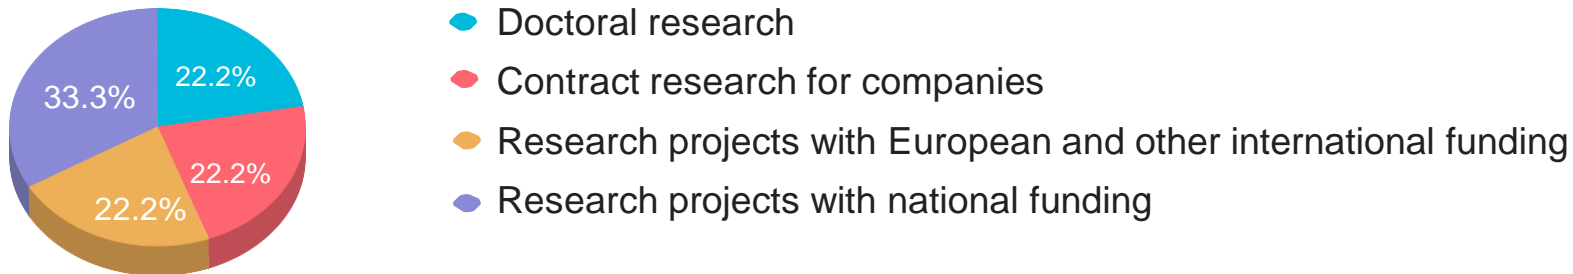 Doctoral research
Contract research for companies
Research projects with European and other international funding
Research projects with national funding
22.2%
33.3%
22.2%
22.2%